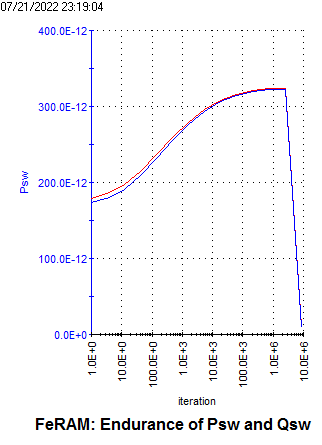 07/21/2022 23:19:04
400.0E-12
300.0E-12
200.0E-12
100.0E-12
0.0E+0
Psw
1.0E+0
10.0E+0
100.0E+0
1.0E+3
10.0E+3
100.0E+3
1.0E+6
10.0E+6
iteration
FeRAM: Endurance of Psw and Qsw